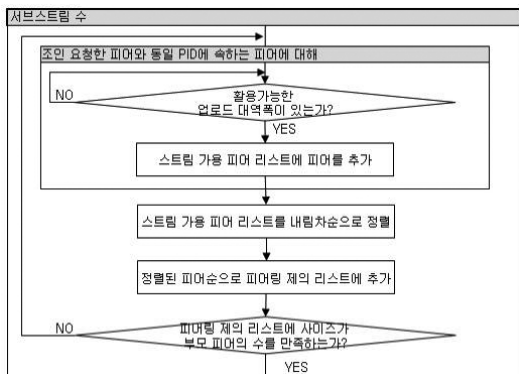 서브스트림 수
조인 요청한 피어와 동일 PID에 속하는 피어에 대해
NO
활용가능한
업로드 대역폭이 있는가?
YES
스트림 가용 피어 리스트에 피어를 추가
스트림 가용 피어 리스트를 내림차순으로 정렬
정렬된 피어순으로 피어링 제의 리스트에 추가
NO
피어링 제의 리스트에 사이즈가
부모 피어의 수를 만족하는가?
YES